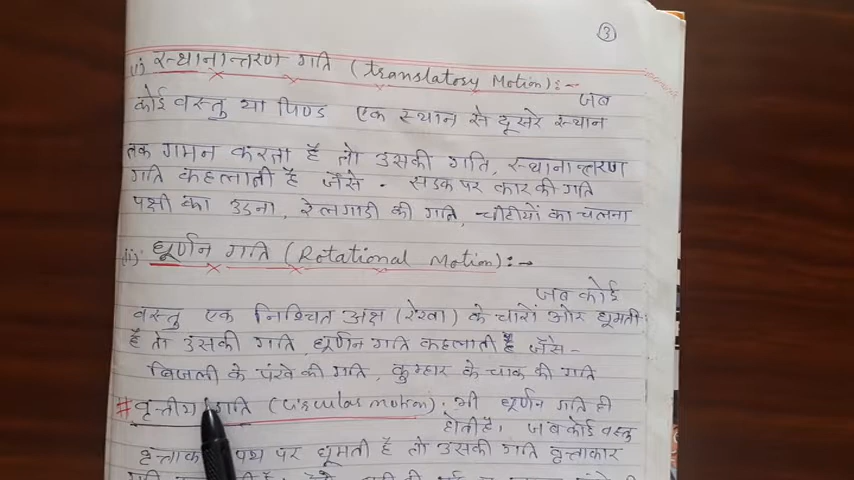 3
(i) स्थानान्तरण गति (Translatory Motion) :-
जब
कोई वस्तु या पिण्ड एक स्थान से दूसरे स्थान
तक गमन करता है तो उसकी गति, स्थानान्तरण
गति कहलाती है जैसे - सडक पर कार की गति
पक्षी का उडना, रेलगाडी की गति, चीटीयों का चलना
(ii) घूर्णन गति (Rotational Motion) :-
जब कोई
वस्तु एक निश्चित अक्ष (रेखा) के चारों ओर घूमती
है तो उसकी गति, घूर्णन गति कहलाती है जैसे -
बिजली के पंखे की गति, कुम्हार के चाक की गति
# गति (Circular motion) : भी घूर्णन गति ही
होती है। जब कोई वस्तु
पथ पर घूमती है तो उसकी गति वृत्ताकार